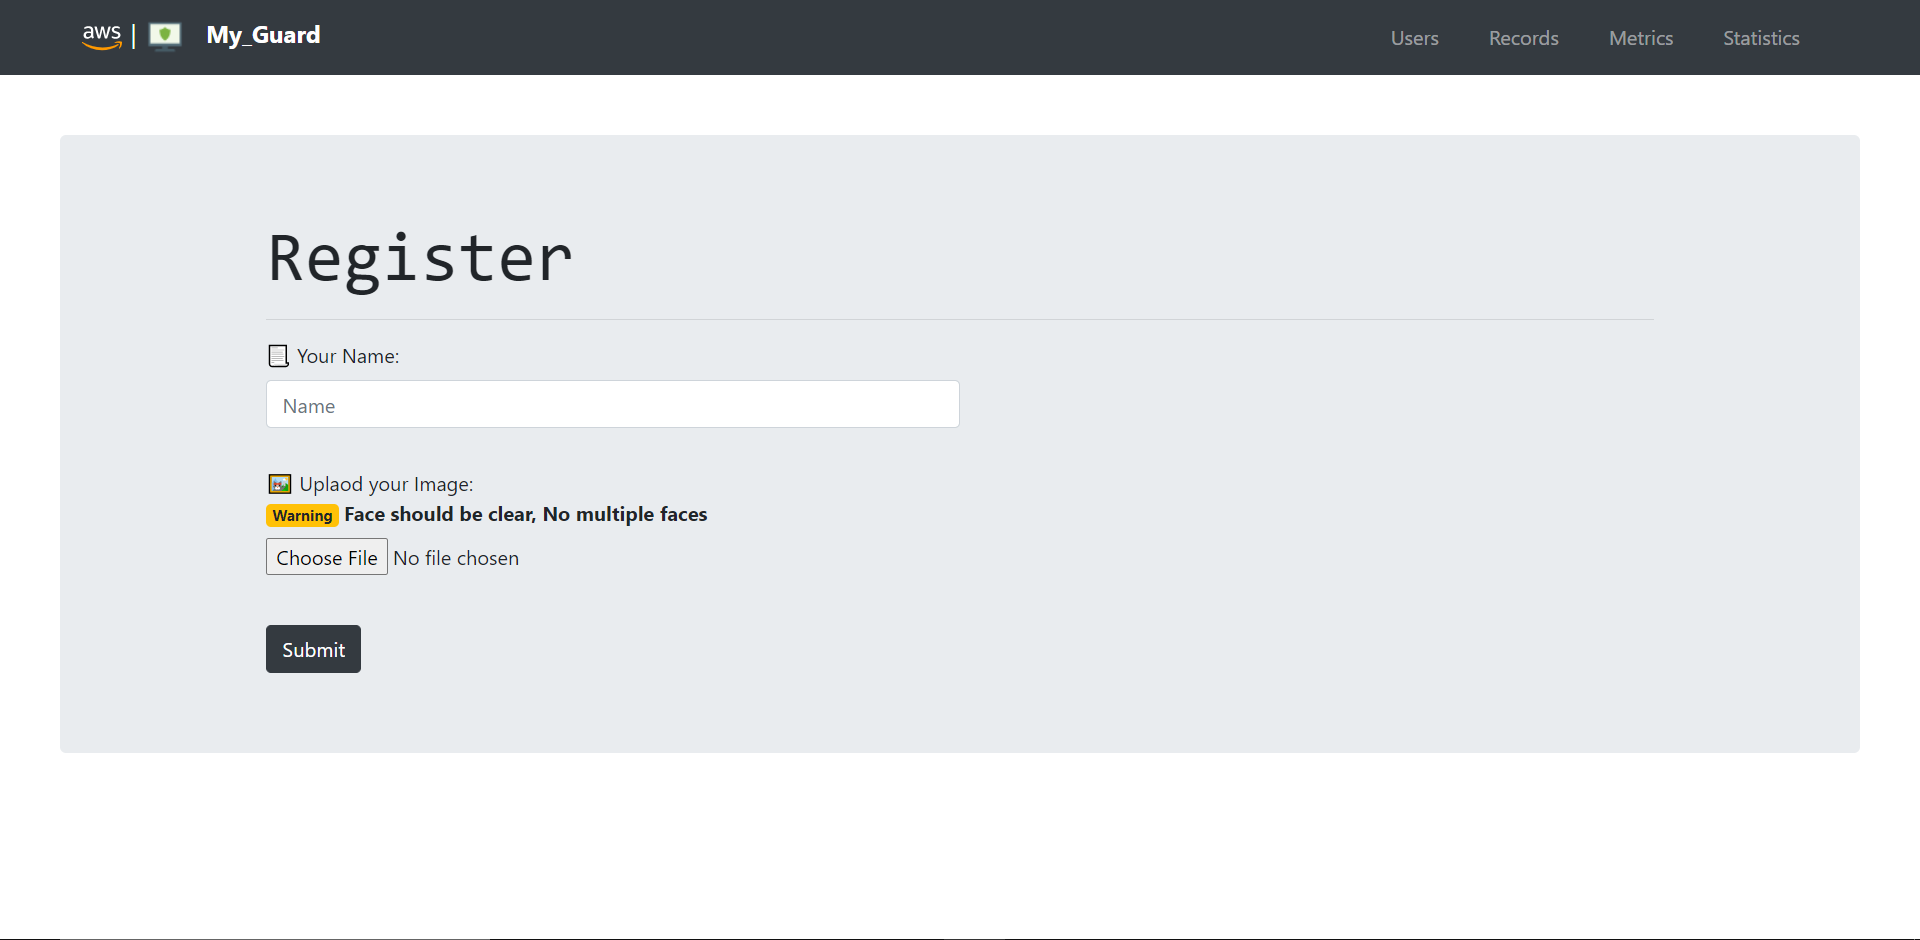 aws | My_Guard Users Records Metrics Statistics
Register
Your Name:
Name
Uplaod your Image:
Warning Face should be clear, No multiple faces
Choose File No file chosen
Submit